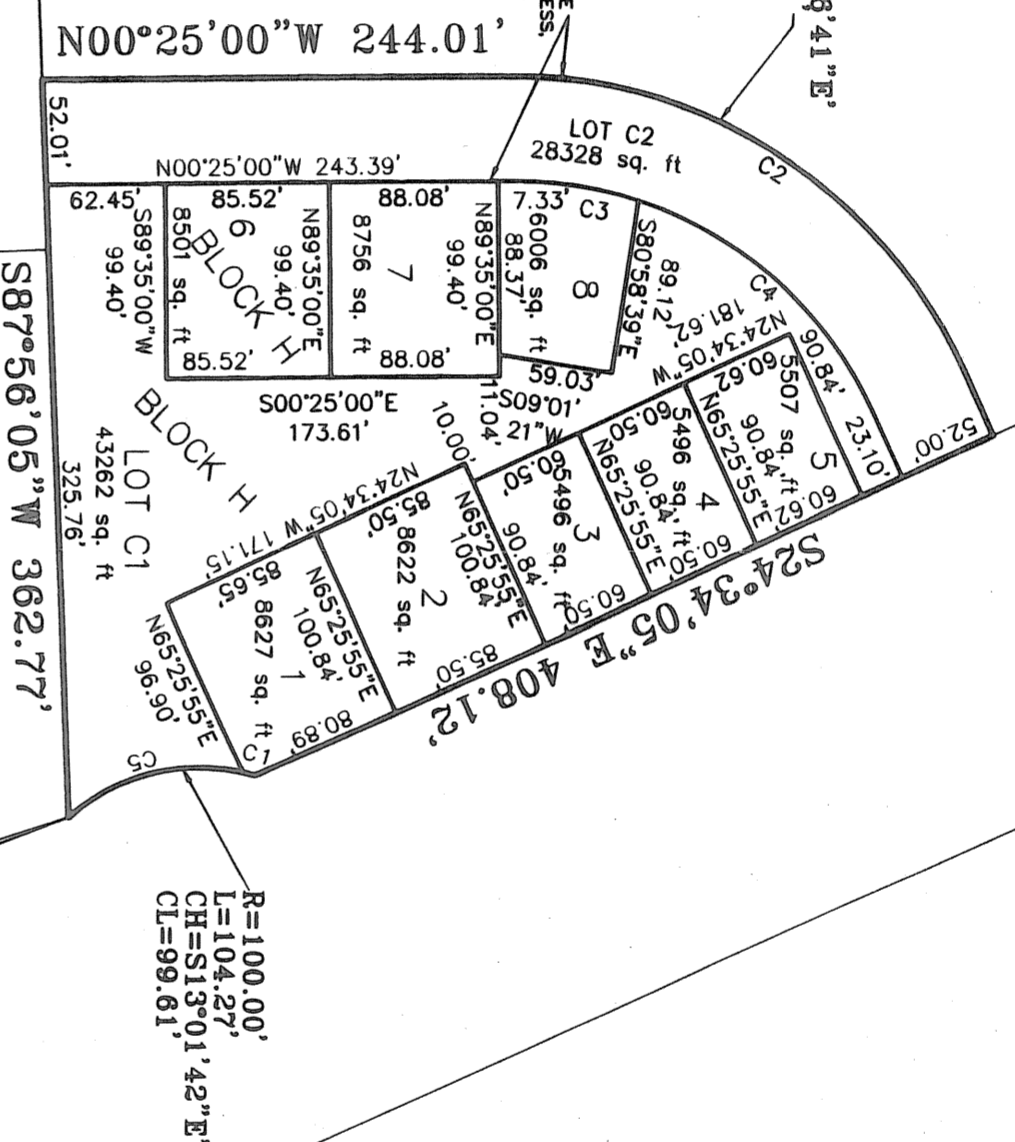 6'41"E'
E
ESS,
N00°25'00"W 244.01'
52.01'
LOT C2
28328 sq. ft
C2
N00°25'00"W 243.39'
62.45'
85.52'
88.08'
7.33'
C3
S89°35'00"W
99.40'
6
8501 sq. ft
N89°35'00"E
99.40'
7
8756 sq. ft
N89°35'00"E
99.40'
8
6006 sq. ft
88.37'
S80°58'39"E
89.12'
C4
85.52'
88.08'
59.03'
S09°01'
21"W
11.04'
10.00'
BLOCK H
S00°25'00"E
173.61'
N24°34'05"W
181.62'
90.84'
23.10'
52.00'
60.62
5
5507 sq. ft
90.84'
N65°25'55"E
60.62'
60.50'
4
5496 sq. ft
90.84'
N65°25'55"E
60.50'
60.50'
3
5496 sq. ft
90.84'
N65°25'55"E
100.84'
60.50'
N24°34'05"W 171.15'
85.50'
2
8622 sq. ft
85.50'
N65°25'55"E
100.84'
85.65'
1
8627 sq. ft
80.89'
C1
N65°25'55"E
96.90'
C5
S24°34'05"E 408.12'
BLOCK H
LOT C1
43262 sq. ft
325.76'
S87°56'05"W 362.77'
R=100.00'
L=104.27'
CH=S13°01'42"E'
CL=99.61'